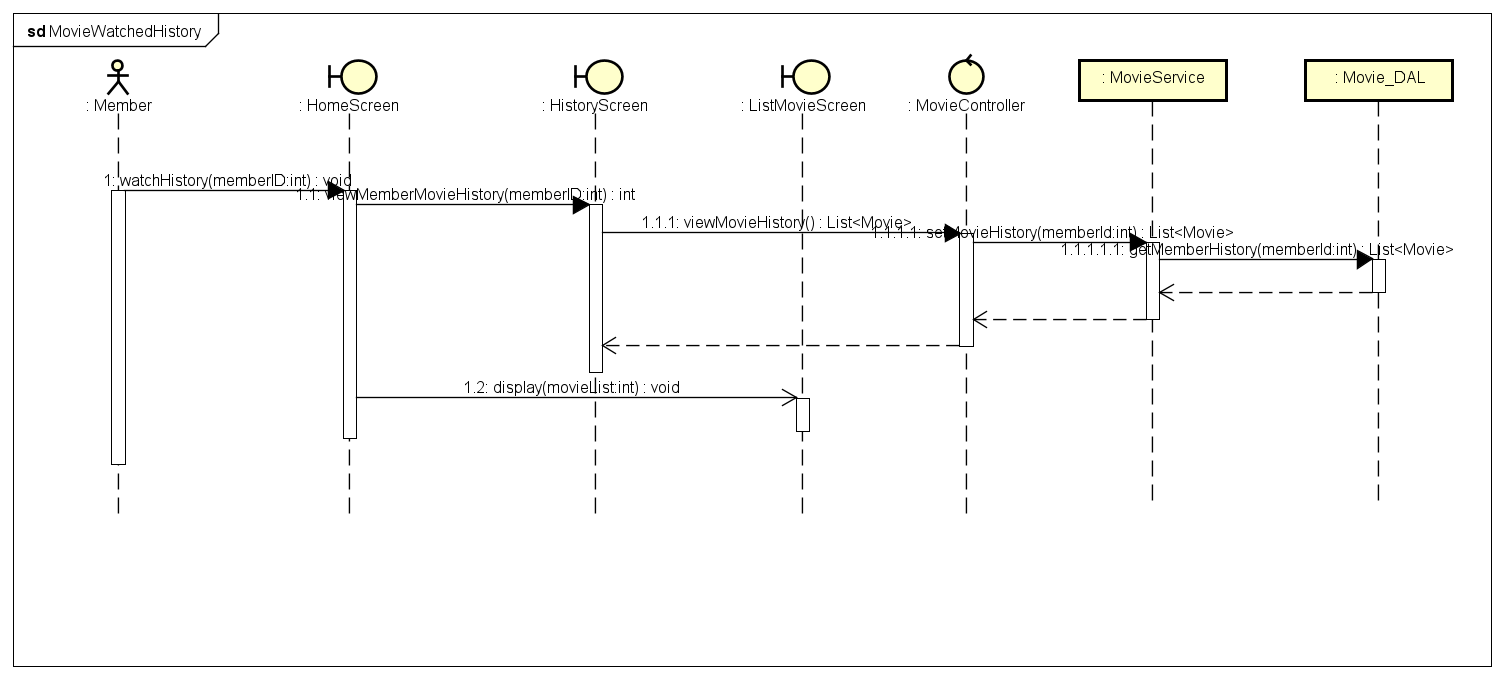 sd MovieWatchedHistory
: Member
: HomeScreen
: HistoryScreen
: ListMovieScreen
: MovieController
: MovieService
: Movie_DAL
1: watchHistory(memberID:int) : void
1.1: viewMemberMovieHistory(memberID:int) : int
1.1.1: viewMovieHistory() : List<Movie>
1.1.1.1: setMovieHistory(memberId:int) : List<Movie>
1.1.1.1.1: getMemberHistory(memberId:int) : List<Movie>
1.2: display(movieList:int) : void